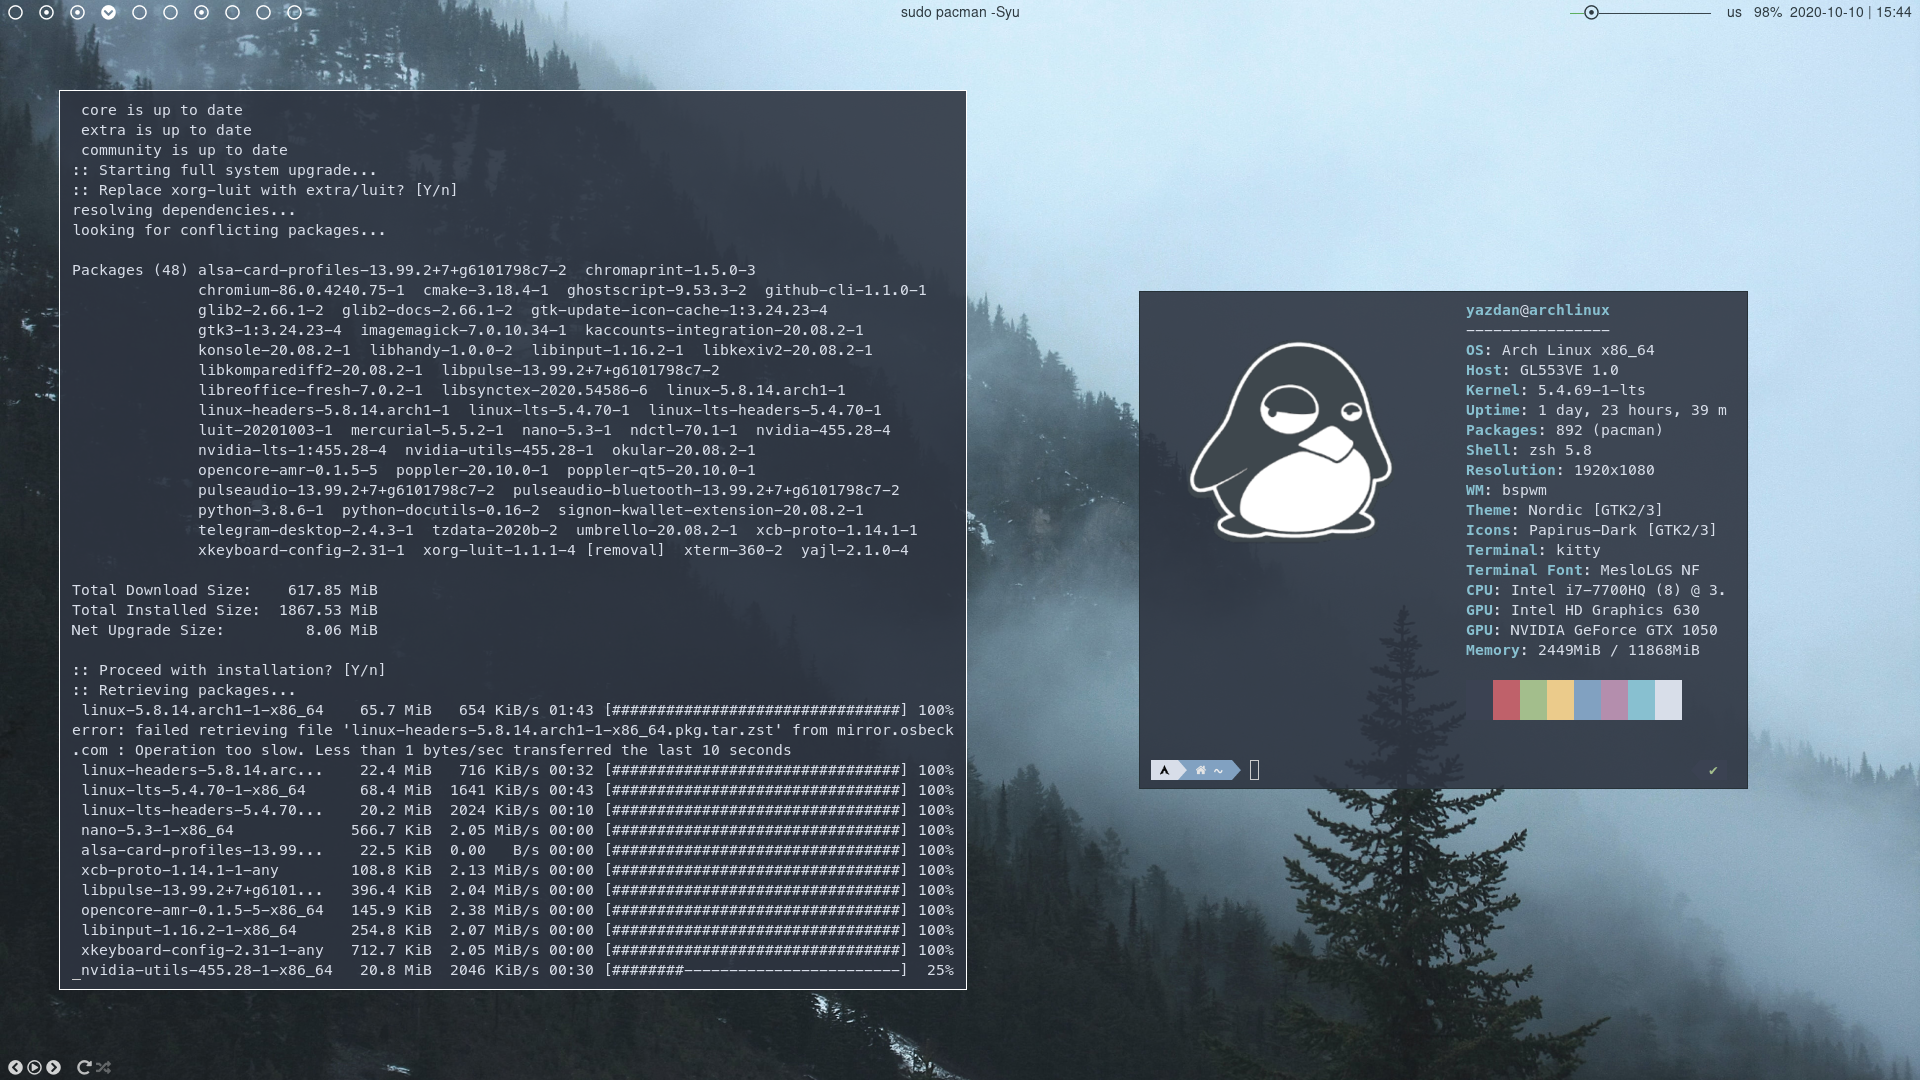 sudo pacman -Syu
us 98% 2020-10-10 | 15:44
core is up to date
extra is up to date
community is up to date
:: Starting full system upgrade...
:: Replace xorg-luit with extra/luit? [Y/n]
resolving dependencies...
looking for conflicting packages...
Packages (48) alsa-card-profiles-13.99.2+7+g6101798c7-2 chromaprint-1.5.0-3
chromium-86.0.4240.75-1 cmake-3.18.4-1 ghostscript-9.53.3-2 github-cli-1.1.0-1
glib2-2.66.1-2 glib2-docs-2.66.1-2 gtk-update-icon-cache-1:3.24.23-4
gtk3-1:3.24.23-4 imagemagick-7.0.10.34-1 kaccounts-integration-20.08.2-1
konsole-20.08.2-1 libhandy-1.0.0-2 libinput-1.16.2-1 libkexiv2-20.08.2-1
libkomparediff2-20.08.2-1 libpulse-13.99.2+7+g6101798c7-2
libreoffice-fresh-7.0.2-1 libsynctex-2020.54586-6 linux-5.8.14.arch1-1
linux-headers-5.8.14.arch1-1 linux-lts-5.4.70-1 linux-lts-headers-5.4.70-1
luit-20201003-1 mercurial-5.5.2-1 nano-5.3-1 ndctl-70.1-1 nvidia-455.28-4
nvidia-lts-1:455.28-4 nvidia-utils-455.28-1 okular-20.08.2-1
opencore-amr-0.1.5-5 poppler-20.10.0-1 poppler-qt5-20.10.0-1
pulseaudio-13.99.2+7+g6101798c7-2 pulseaudio-bluetooth-13.99.2+7+g6101798c7-2
python-3.8.6-1 python-docutils-0.16-2 signon-kwallet-extension-20.08.2-1
telegram-desktop-2.4.3-1 tzdata-2020b-2 umbrello-20.08.2-1 xcb-proto-1.14.1-1
xkeyboard-config-2.31-1 xorg-luit-1.1.1-4 [removal] xterm-360-2 yajl-2.1.0-4
Total Download Size: 617.85 MiB
Total Installed Size: 1867.53 MiB
Net Upgrade Size: 8.06 MiB
:: Proceed with installation? [Y/n]
:: Retrieving packages...
linux-5.8.14.arch1-1-x86_64 65.7 MiB 654 KiB/s 01:43 [################################] 100%
error: failed retrieving file 'linux-headers-5.8.14.arch1-1-x86_64.pkg.tar.zst' from mirror.osbeck
.com : Operation too slow. Less than 1 bytes/sec transferred the last 10 seconds
linux-headers-5.8.14.arc... 22.4 MiB 716 KiB/s 00:32 [################################] 100%
linux-lts-5.4.70-1-x86_64 68.4 MiB 1641 KiB/s 00:43 [################################] 100%
linux-lts-headers-5.4.70... 20.2 MiB 2024 KiB/s 00:10 [################################] 100%
nano-5.3-1-x86_64 566.7 KiB 2.05 MiB/s 00:00 [################################] 100%
alsa-card-profiles-13.99... 22.5 KiB 0.00 B/s 00:00 [################################] 100%
xcb-proto-1.14.1-1-any 108.8 KiB 2.13 MiB/s 00:00 [################################] 100%
libpulse-13.99.2+7+g6101... 396.4 KiB 2.04 MiB/s 00:00 [################################] 100%
opencore-amr-0.1.5-5-x86_64 145.9 KiB 2.38 MiB/s 00:00 [################################] 100%
libinput-1.16.2-1-x86_64 254.8 KiB 2.07 MiB/s 00:00 [################################] 100%
xkeyboard-config-2.31-1-any 712.7 KiB 2.05 MiB/s 00:00 [################################] 100%
_nvidia-utils-455.28-1-x86_64 20.8 MiB 2046 KiB/s 00:30 [########------------------------] 25%
yazdan@archlinux
----------------
OS: Arch Linux x86_64
Host: GL553VE 1.0
Kernel: 5.4.69-1-lts
Uptime: 1 day, 23 hours, 39 m
Packages: 892 (pacman)
Shell: zsh 5.8
Resolution: 1920x1080
WM: bspwm
Theme: Nordic [GTK2/3]
Icons: Papirus-Dark [GTK2/3]
Terminal: kitty
Terminal Font: MesloLGS NF
CPU: Intel i7-7700HQ (8) @ 3.
GPU: Intel HD Graphics 630
GPU: NVIDIA GeForce GTX 1050
Memory: 2449MiB / 11868MiB
~ ✔